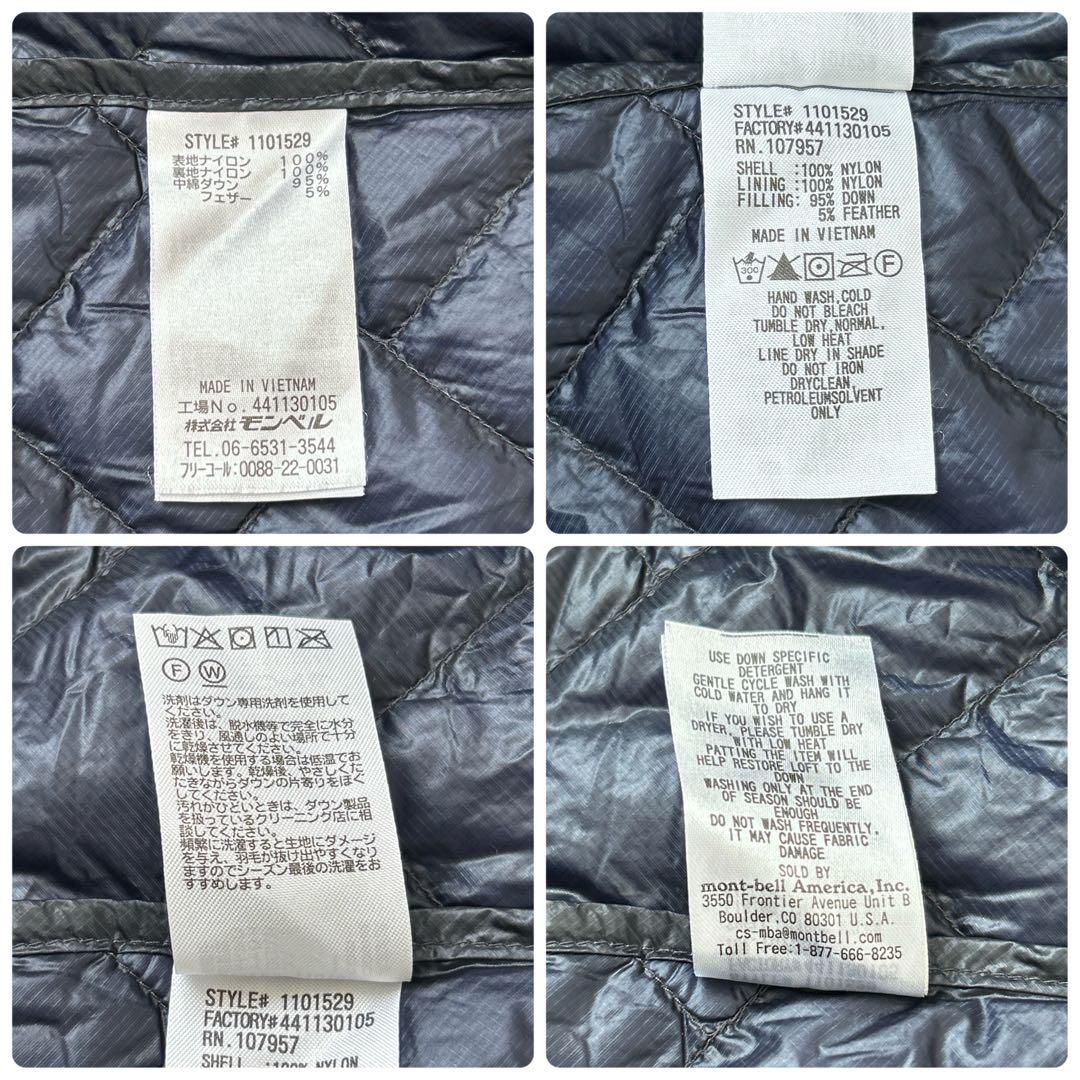 STYLE# 1101529
表地ナイロン 100%
裏地ナイロン 100%
中綿ダウン 95%
フェザー 5%
MADE IN VIETNAM
工場No. 441130105
株式会社モンベル
TEL.06-6531-3544
フリーコール:0088-22-0031
STYLE# 1101529
FACTORY#441130105
RN.107957
SHELL :100% NYLON
LINING :100% NYLON
FILLING: 95% DOWN
5% FEATHER
MADE IN VIETNAM
300
F
HAND WASH,COLD
DO NOT BLEACH
TUMBLE DRY,NORMAL,
LOW HEAT
LINE DRY IN SHADE
DO NOT IRON
DRYCLEAN,
PETROLEUMSOLVENT
ONLY
F W
洗剤はダウン専用洗剤を使用して
ください。
洗濯後は、脱水機等で完全に水分
をきり、風通しのよい場所で十分
に乾燥させてください。
乾燥機を使用する場合は低温でお
願いします。乾燥後、やさしくた
たきながらダウンの片寄りをほぐ
してください。
汚れがひどいときは、ダウン製品
を扱っているクリーニング店に相
談してください。
頻繁に洗濯すると生地にダメージ
を与え、羽毛が抜け出やすくなり
ますのでシーズン最後の洗濯をお
すすめします。
STYLE# 1101529
FACTORY#441130105
RN.107957
SHELL :100% NYLON
USE DOWN SPECIFIC
DETERGENT
GENTLE CYCLE WASH WITH
COLD WATER AND HANG IT
TO DRY
IF YOU WISH TO USE A
DRYER, PLEASE TUMBLE DRY
WITH LOW HEAT
PATTING THE ITEM WILL
HELP RESTORE LOFT TO THE
DOWN
WASHING ONLY AT THE END
OF SEASON SHOULD BE
ENOUGH
DO NOT WASH FREQUENTLY,
IT MAY CAUSE FABRIC
DAMAGE
SOLD BY
mont-bell America,Inc.
3550 Frontier Avenue Unit B
Boulder,CO 80301 U.S.A.
cs-mba@montbell.com
Toll Free:1-877-666-8235